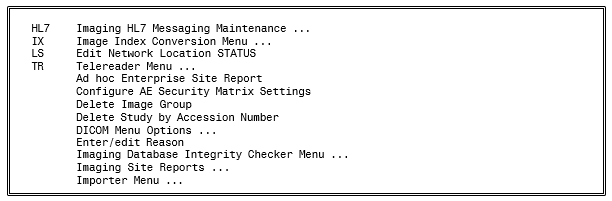 HL7 Imaging HL7 Messaging Maintenance ...
IX Image Index Conversion Menu ...
LS Edit Network Location STATUS
TR Telereader Menu ...
Ad hoc Enterprise Site Report
Configure AE Security Matrix Settings
Delete Image Group
Delete Study by Accession Number
DICOM Menu Options ...
Enter/edit Reason
Imaging Database Integrity Checker Menu ...
Imaging Site Reports ...
Importer Menu ...